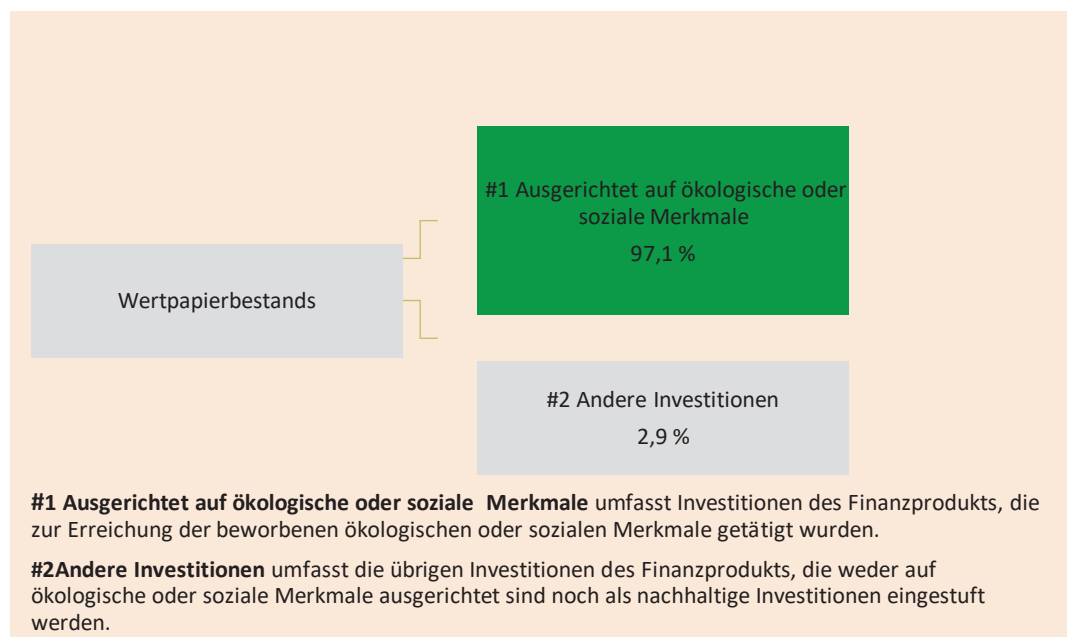 #1 Ausgerichtet auf ökologische oder
soziale Merkmale
97,1 %
Wertpapierbestands
#2 Andere Investitionen
2,9 %
#1 Ausgerichtet auf ökologische oder soziale Merkmale umfasst Investitionen des Finanzprodukts, die
zur Erreichung der beworbenen ökologischen oder sozialen Merkmale getätigt wurden.
#2Andere Investitionen umfasst die übrigen Investitionen des Finanzprodukts, die weder auf
ökologische oder soziale Merkmale ausgerichtet sind noch als nachhaltige Investitionen eingestuft
werden.